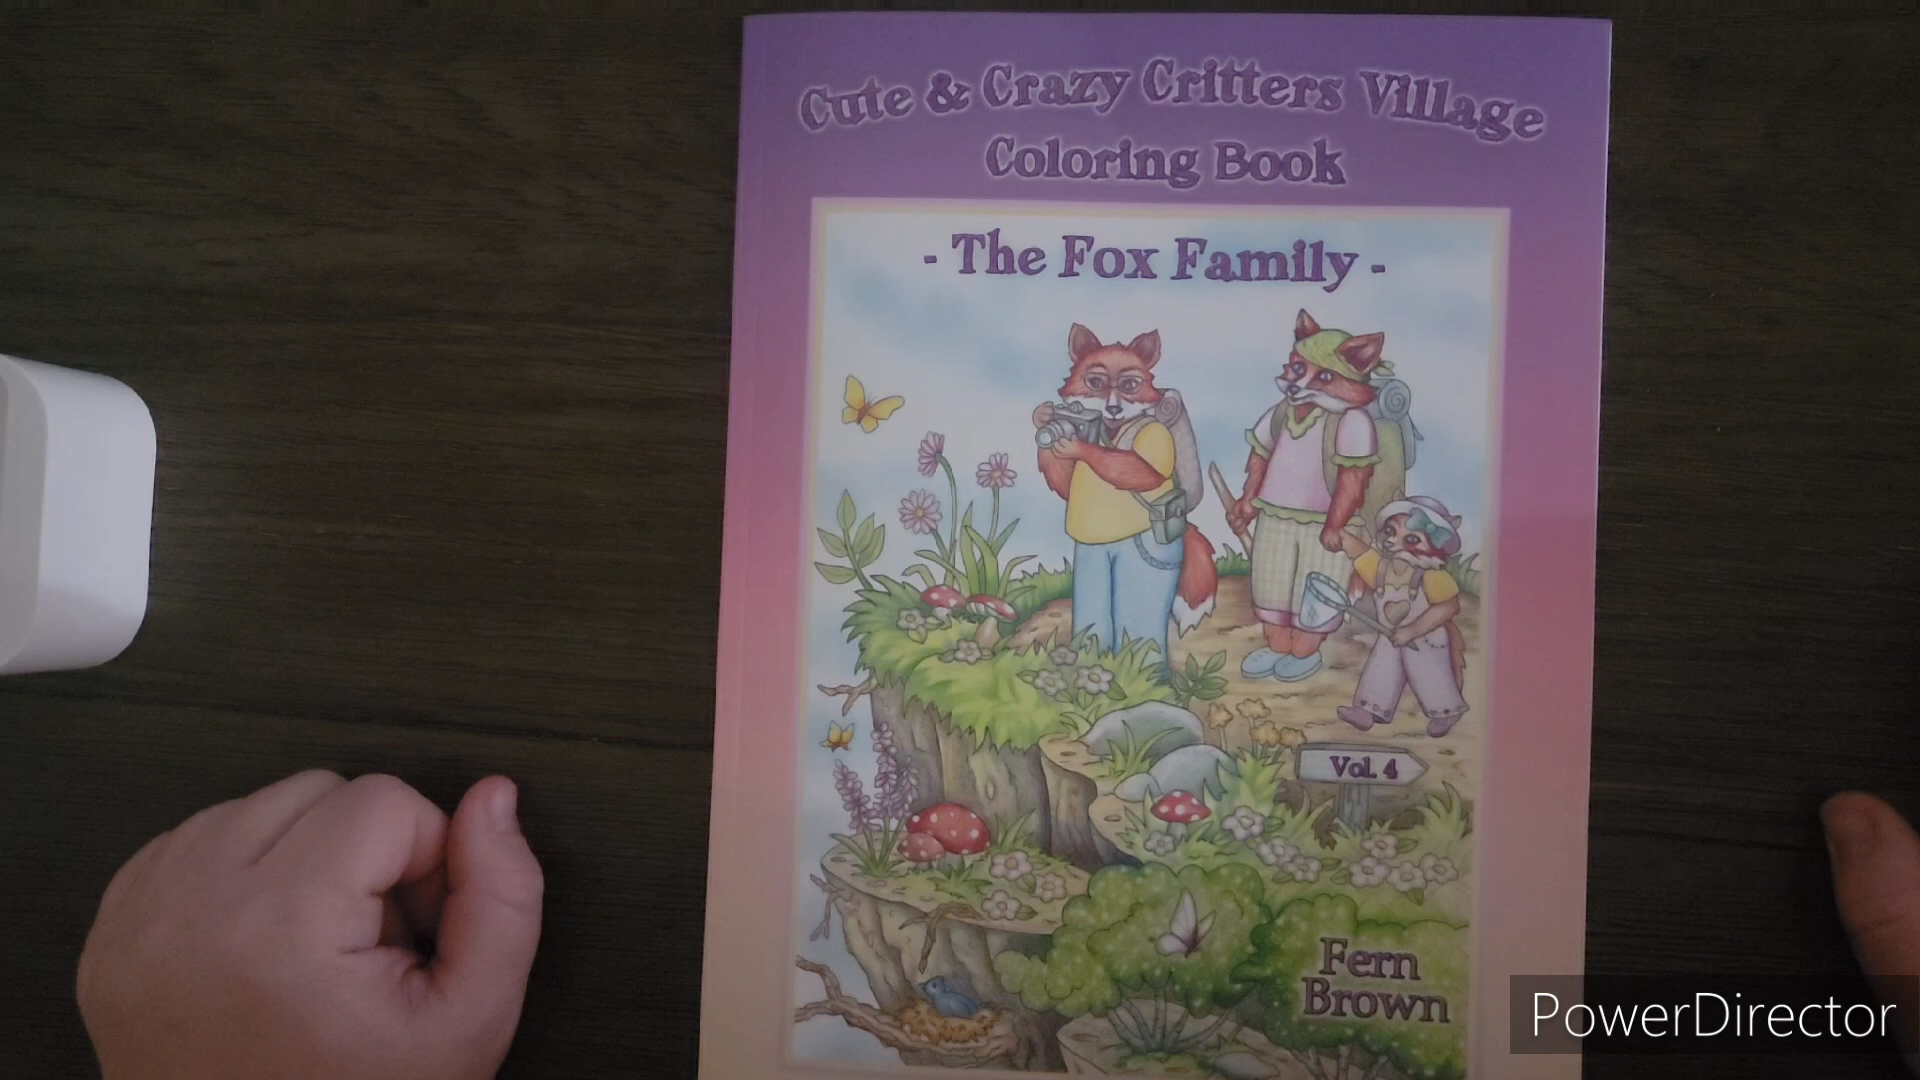 Cute & Crazy Critters Village
Coloring Book
- The Fox Family -
Vol. 4
Fern
Brown
PowerDirector